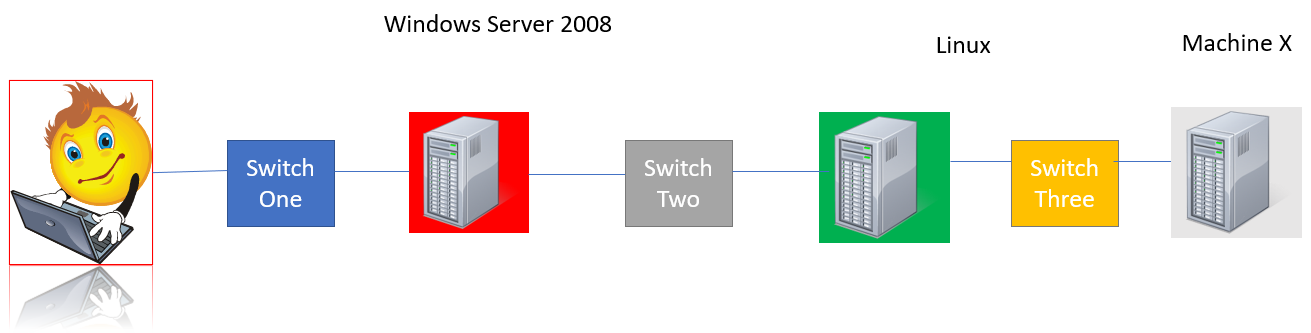 Windows Server 2008
Linux
Machine X
Switch
One
Switch
Two
Switch
Three